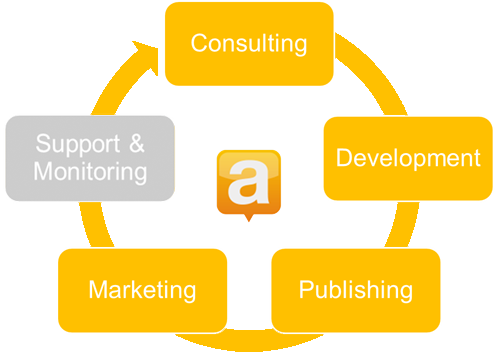 Consulting
Development
Publishing
Marketing
Support &
Monitoring
a